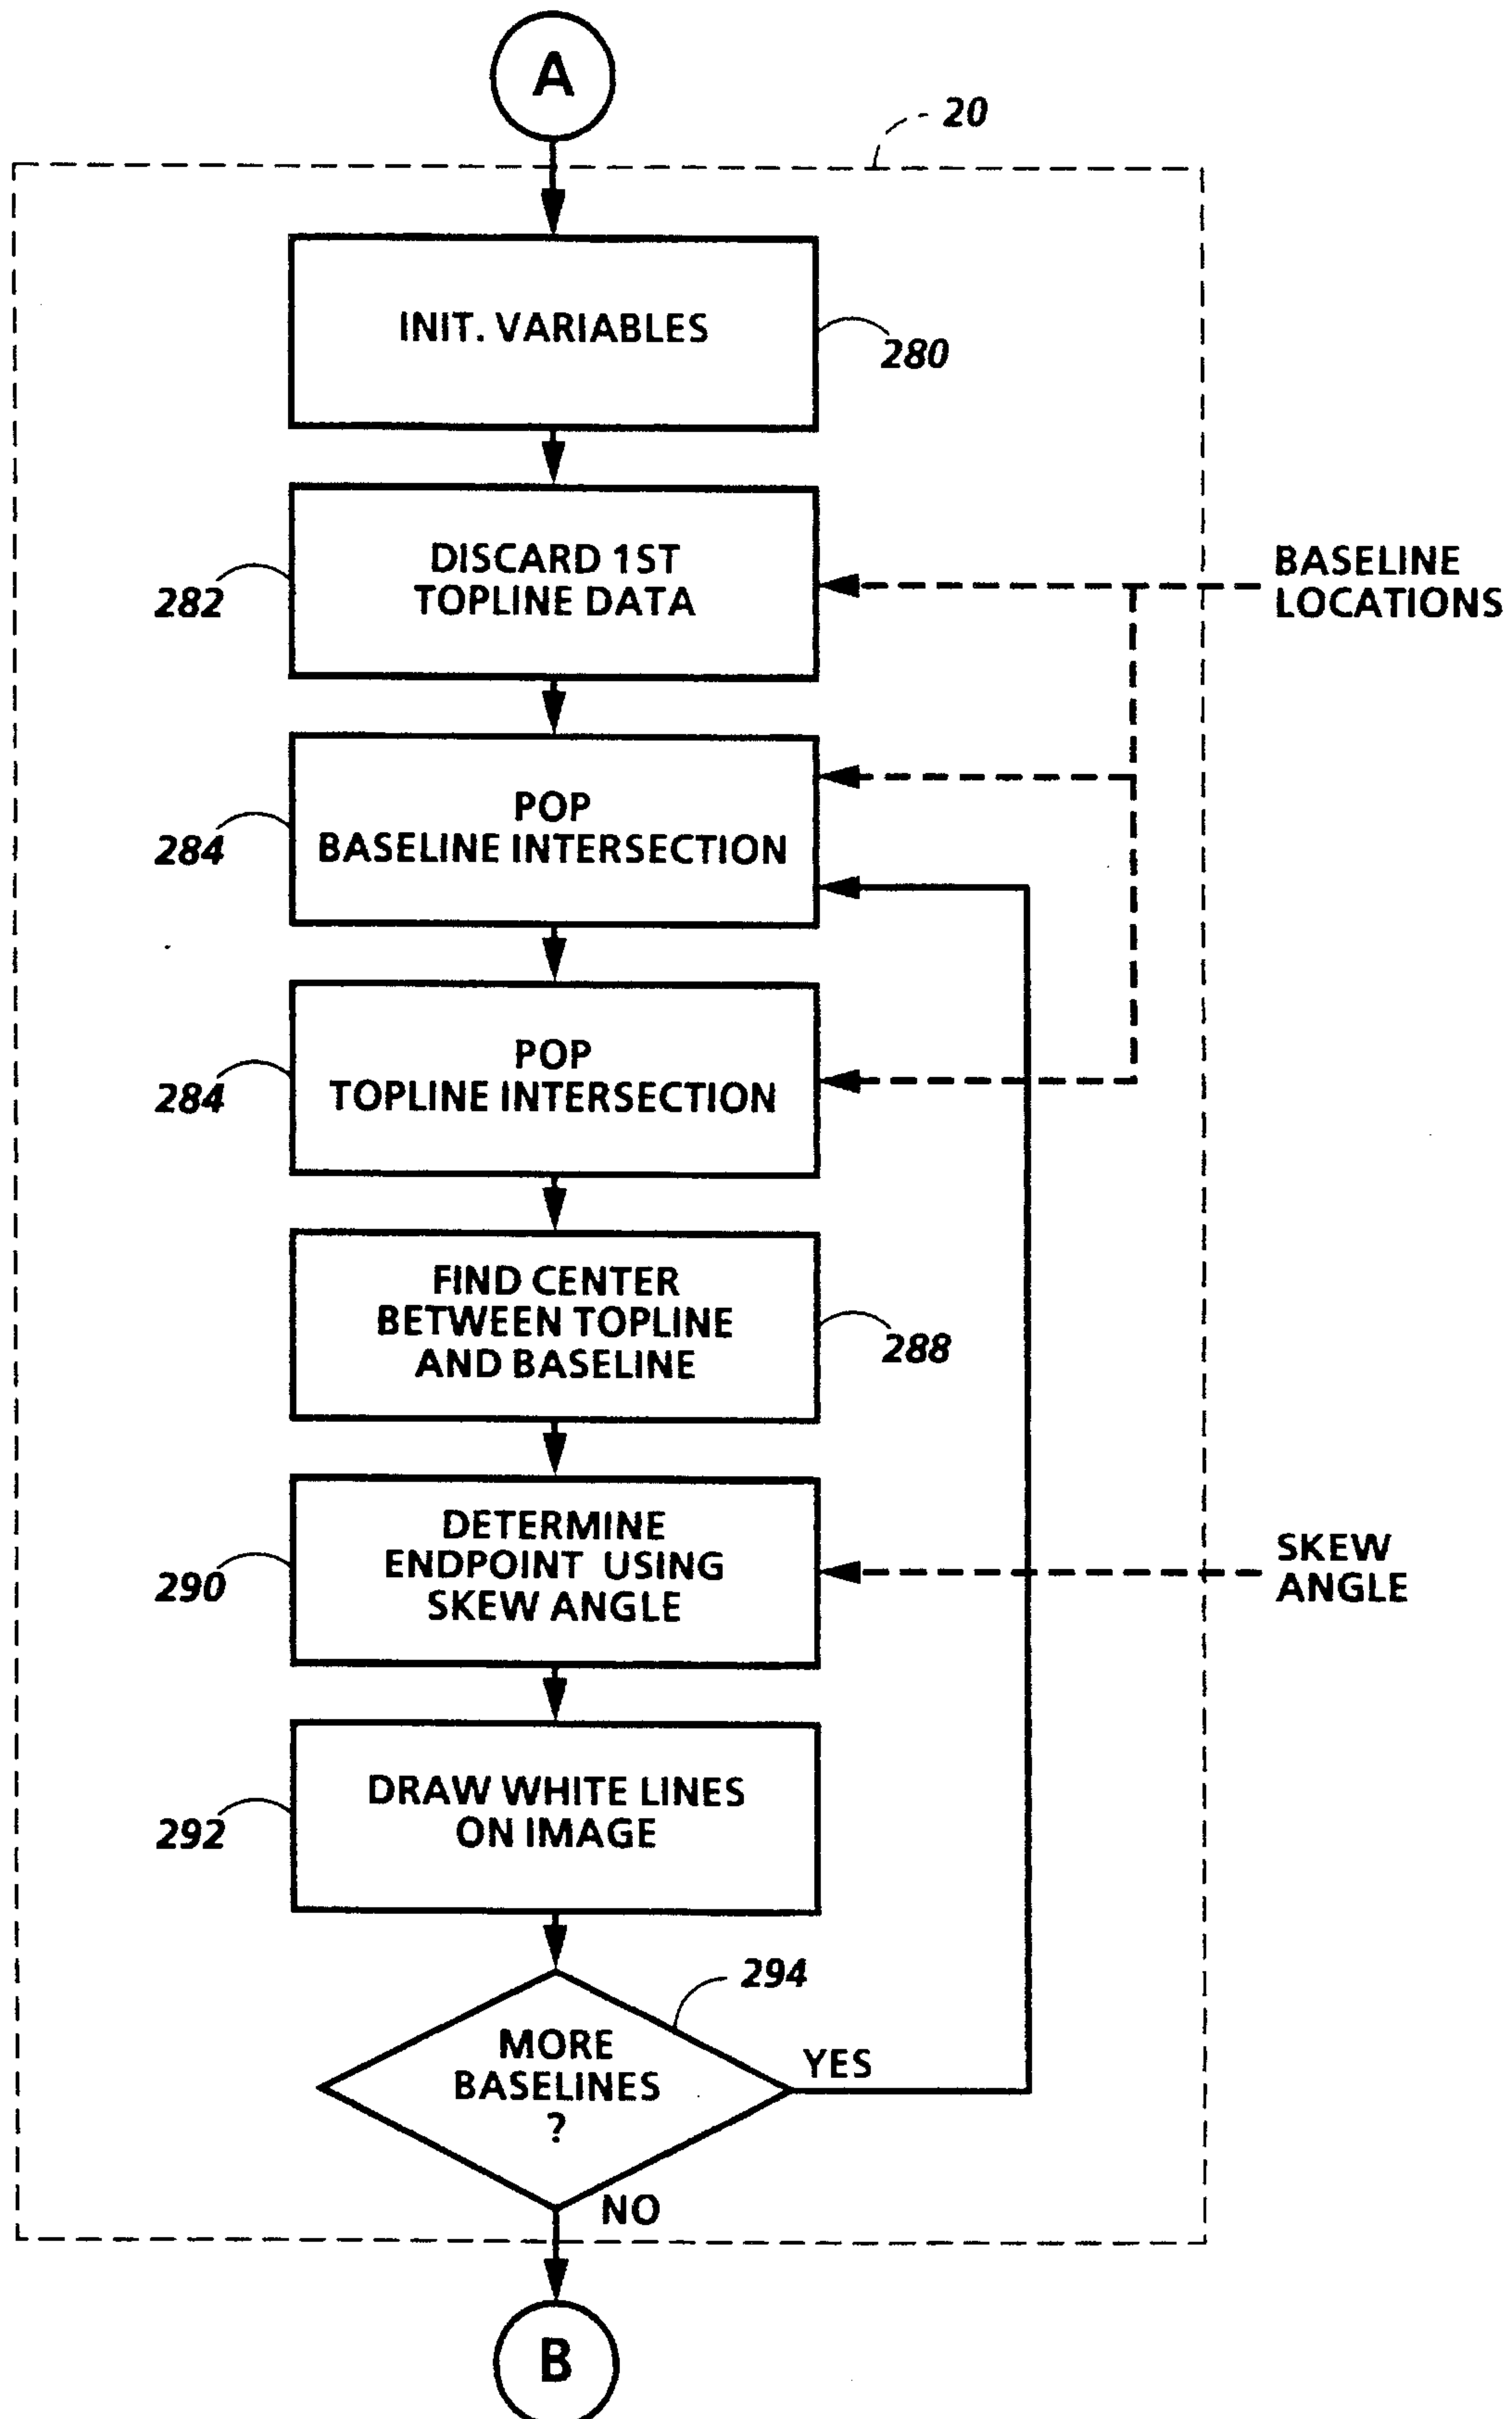 A
20
INIT. VARIABLES
280
DISCARD 1ST
TOPLINE DATA
282
BASELINE
LOCATIONS
POP
BASELINE INTERSECTION
284
POP
TOPLINE INTERSECTION
284
FIND CENTER
BETWEEN TOPLINE
AND BASELINE
288
DETERMINE
ENDPOINT USING
SKEW ANGLE
290
SKEW
ANGLE
DRAW WHITE LINES
ON IMAGE
292
294
MORE
BASELINES
?
YES
NO
B